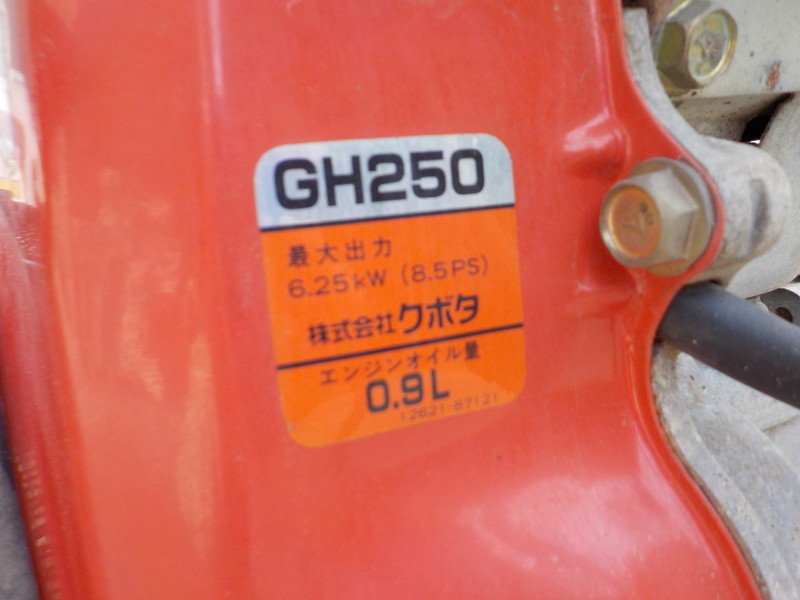 GH250
最大出力
6.25kW (8.5PS)
株式会社クボタ
エンジンオイル量
0.9L
12621-87121